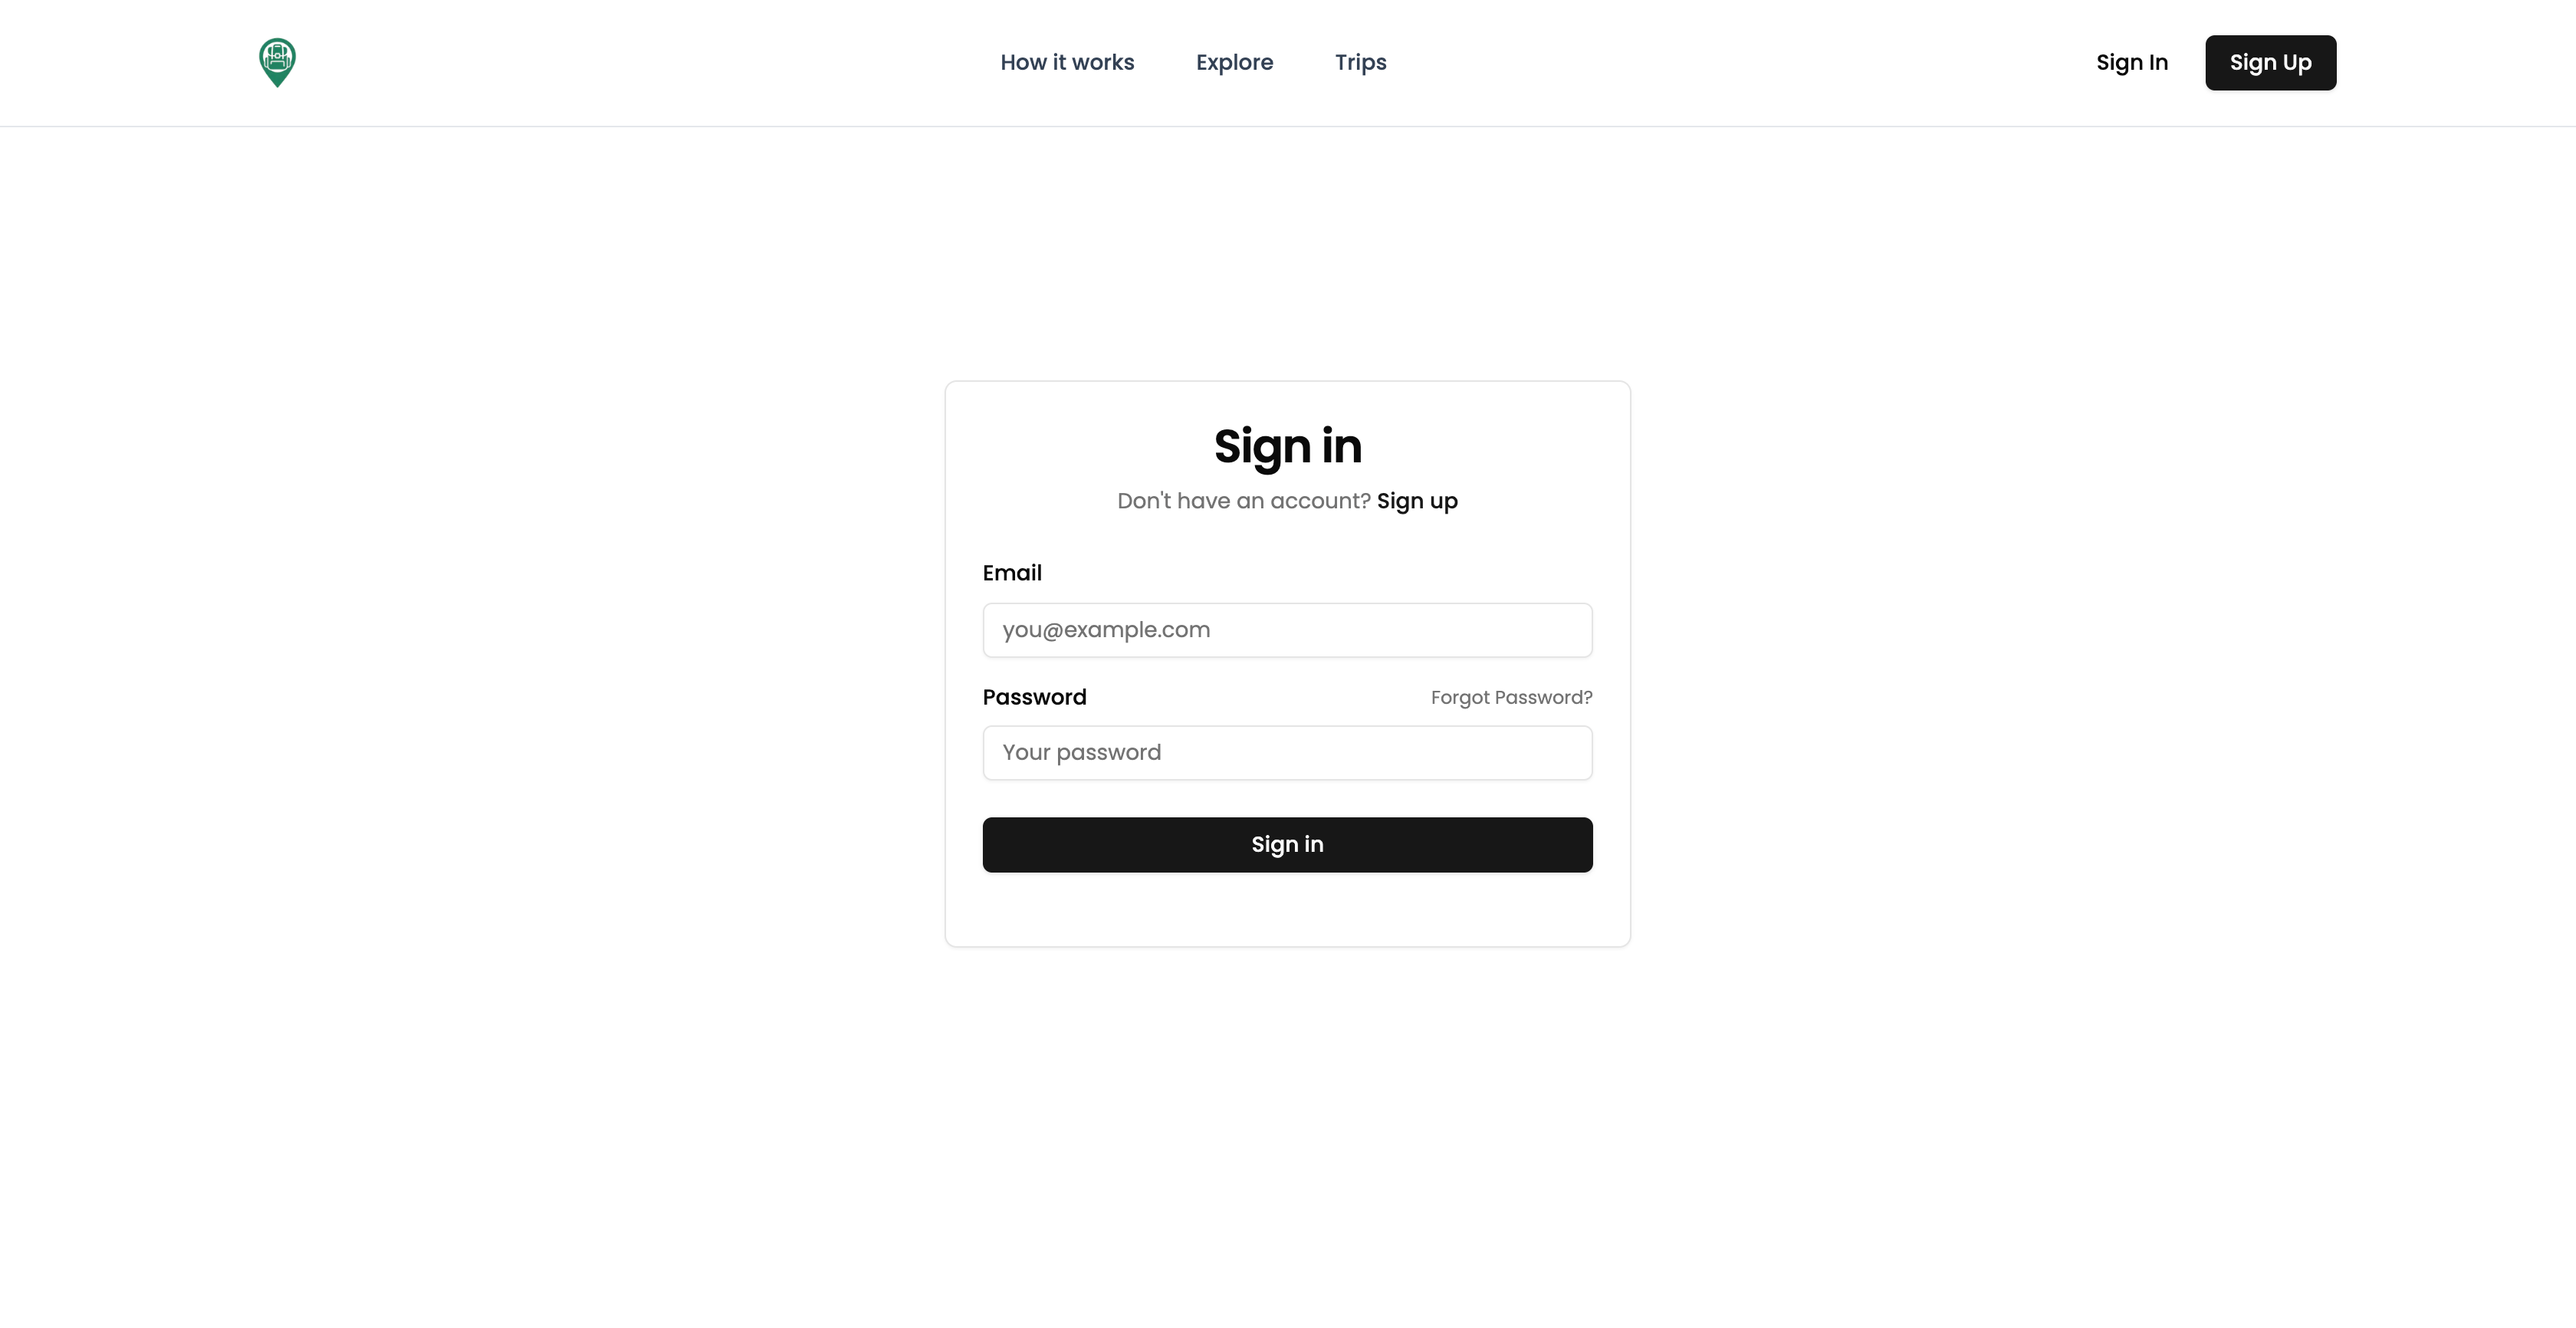 How it works Explore Trips Sign In Sign Up
Sign in
Don't have an account? Sign up
Email
you@example.com
Password Forgot Password?
Your password
Sign in